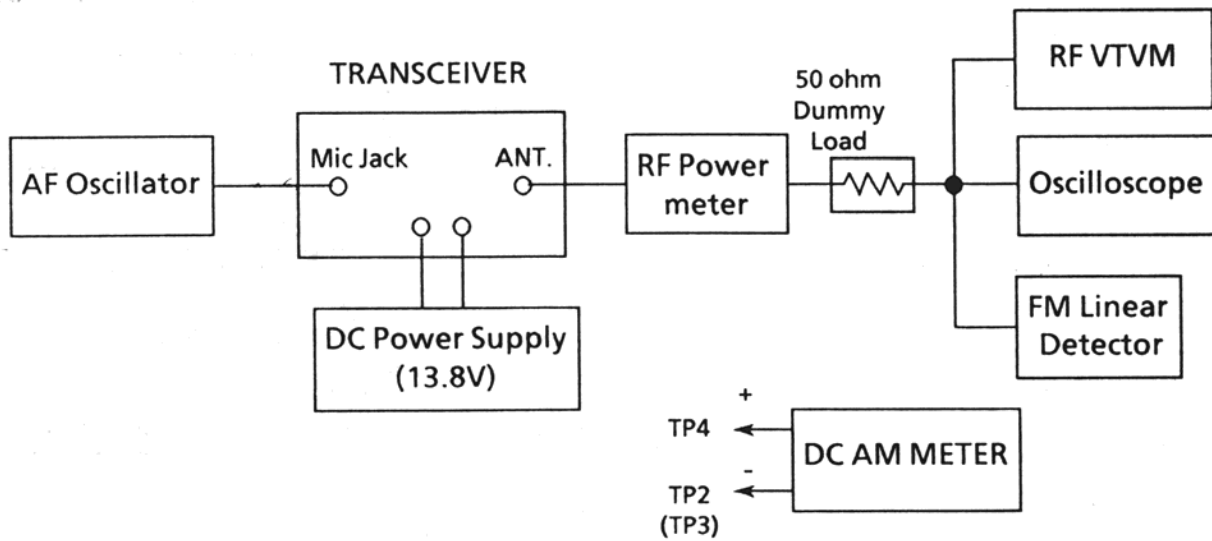 TRANSCEIVER
AF Oscillator
Mic Jack
ANT.
DC Power Supply
(13.8V)
RF Power
meter
50 ohm
Dummy
Load
RF VTVM
Oscilloscope
FM Linear
Detector
+
TP4
-
TP2
(TP3)
DC AM METER